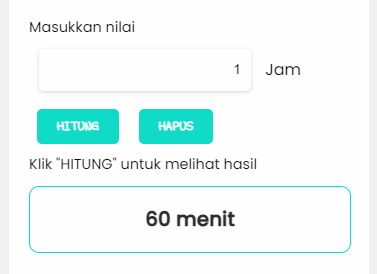 Masukkan nilai
1 Jam
HITUNG HAPUS
Klik "HITUNG" untuk melihat hasil
60 menit